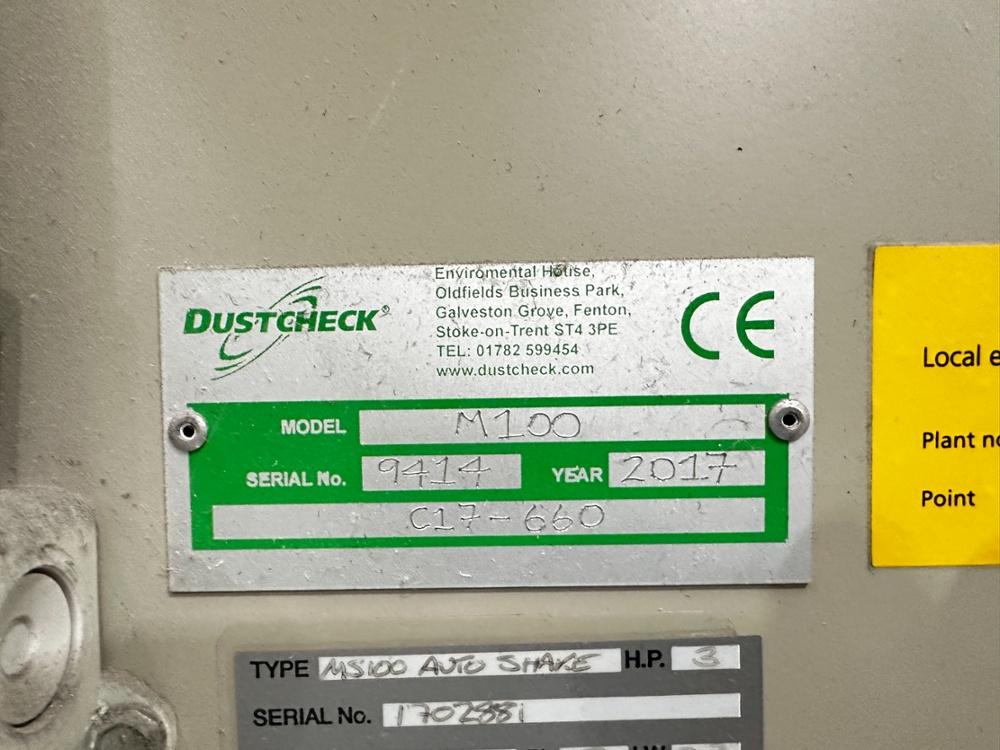 DUSTCHECK®
Enviromental House,
Oldfields Business Park,
Galveston Grove, Fenton,
Stoke-on-Trent ST4 3PE
TEL: 01782 599454
www.dustcheck.com
CE
MODEL M100
SERIAL No. 9414 YEAR 2017
C17-660
Local e
Plant no
Point
TYPE MS100 AUTO SHAKE H.P. 3
SERIAL No. 1702881